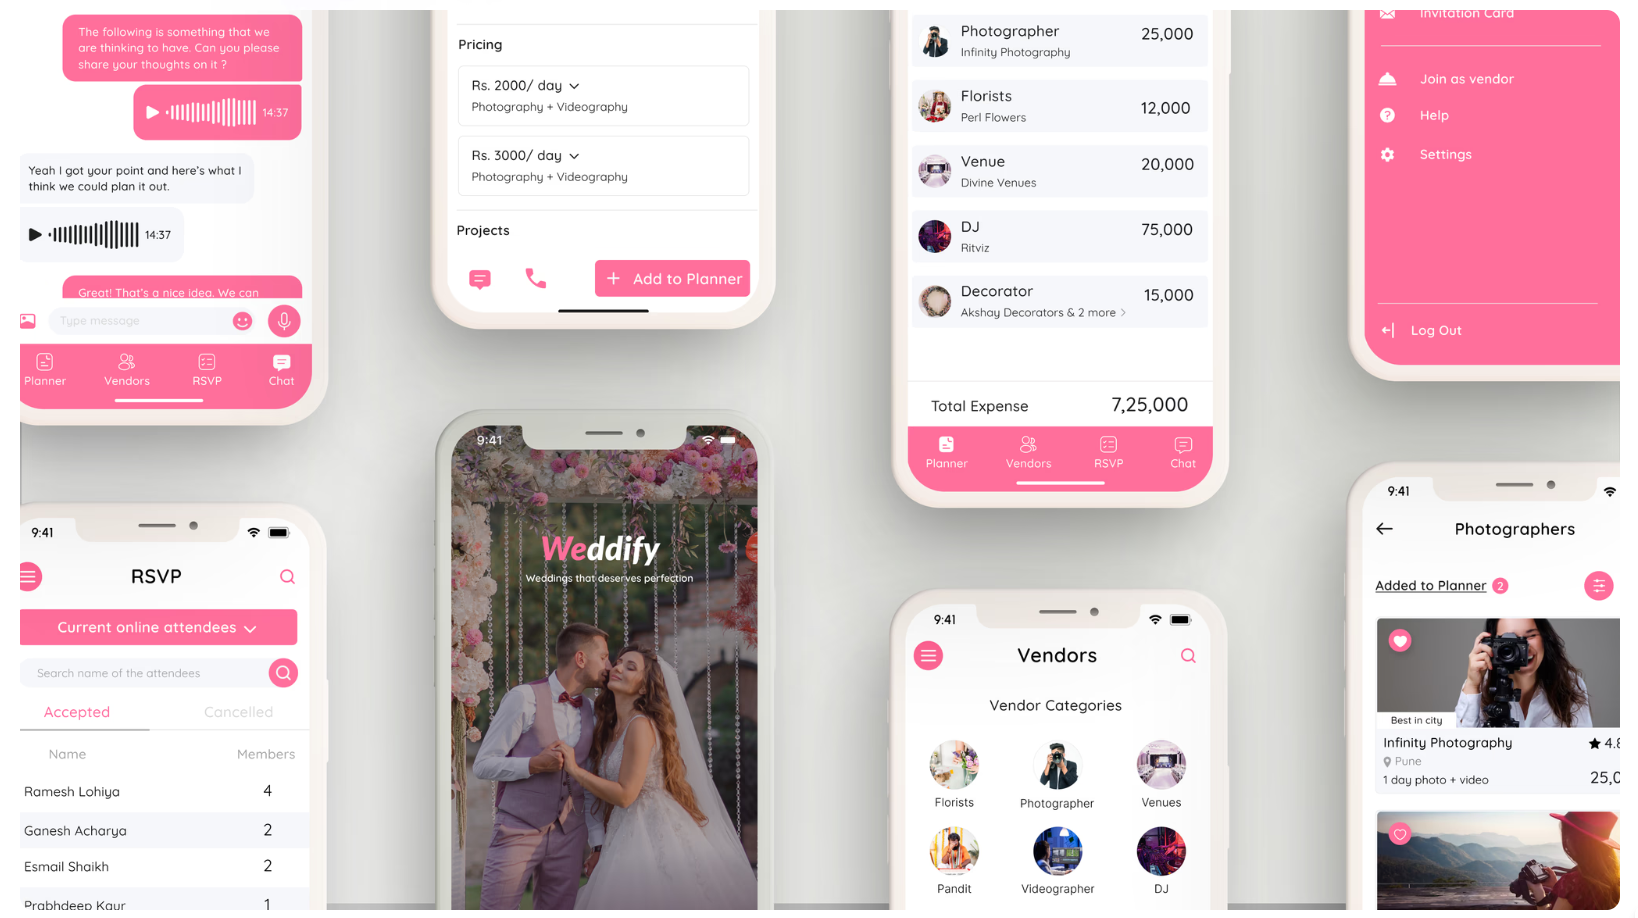 The following is something that we
are thinking to have. Can you please
share your thoughts on it ?
14:37
Yeah I got your point and here's what I
think we could plan it out.
14:37
Great! That's a nice idea. We can
Type message
Planner
Vendors
RSVP
Chat
9:41
RSVP
Current online attendees
Search name of the attendees
Accepted
Cancelled
Name
Members
Ramesh Lohiya
4
Ganesh Acharya
2
Esmail Shaikh
2
Prabhdeep Kaur
1
Pricing
Rs. 2000/ day
Photography + Videography
Rs. 3000/ day
Photography + Videography
Projects
+ Add to Planner
9:41
Weddify
Weddings that deserves perfection
Photographer
25,000
Infinity Photography
Florists
12,000
Perl Flowers
Venue
20,000
Divine Venues
DJ
75,000
Ritviz
Decorator
15,000
Akshay Decorators & 2 more >
Total Expense
7,25,000
Planner
Vendors
RSVP
Chat
9:41
Vendors
Vendor Categories
Florists
Photographer
Venues
Pandit
Videographer
DJ
Invitation Card
Join as vendor
Help
Settings
Log Out
9:41
Photographers
Added to Planner 2
Best in city
Infinity Photography
4.8
Pune
1 day photo + video
25,0